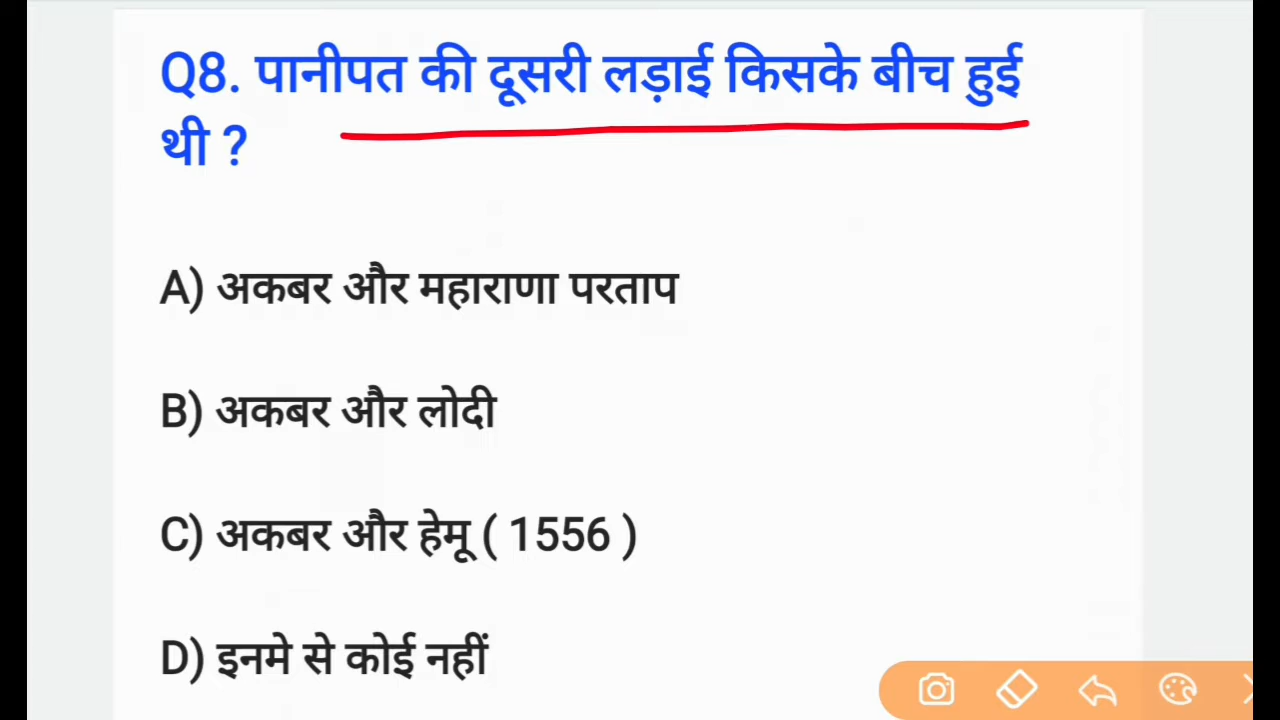 Q8. पानीपत की दूसरी लड़ाई किसके बीच हुई
थी ?
A) अकबर और महाराणा परताप
B) अकबर और लोदी
C) अकबर और हेमू ( 1556 )
D) इनमे से कोई नहीं